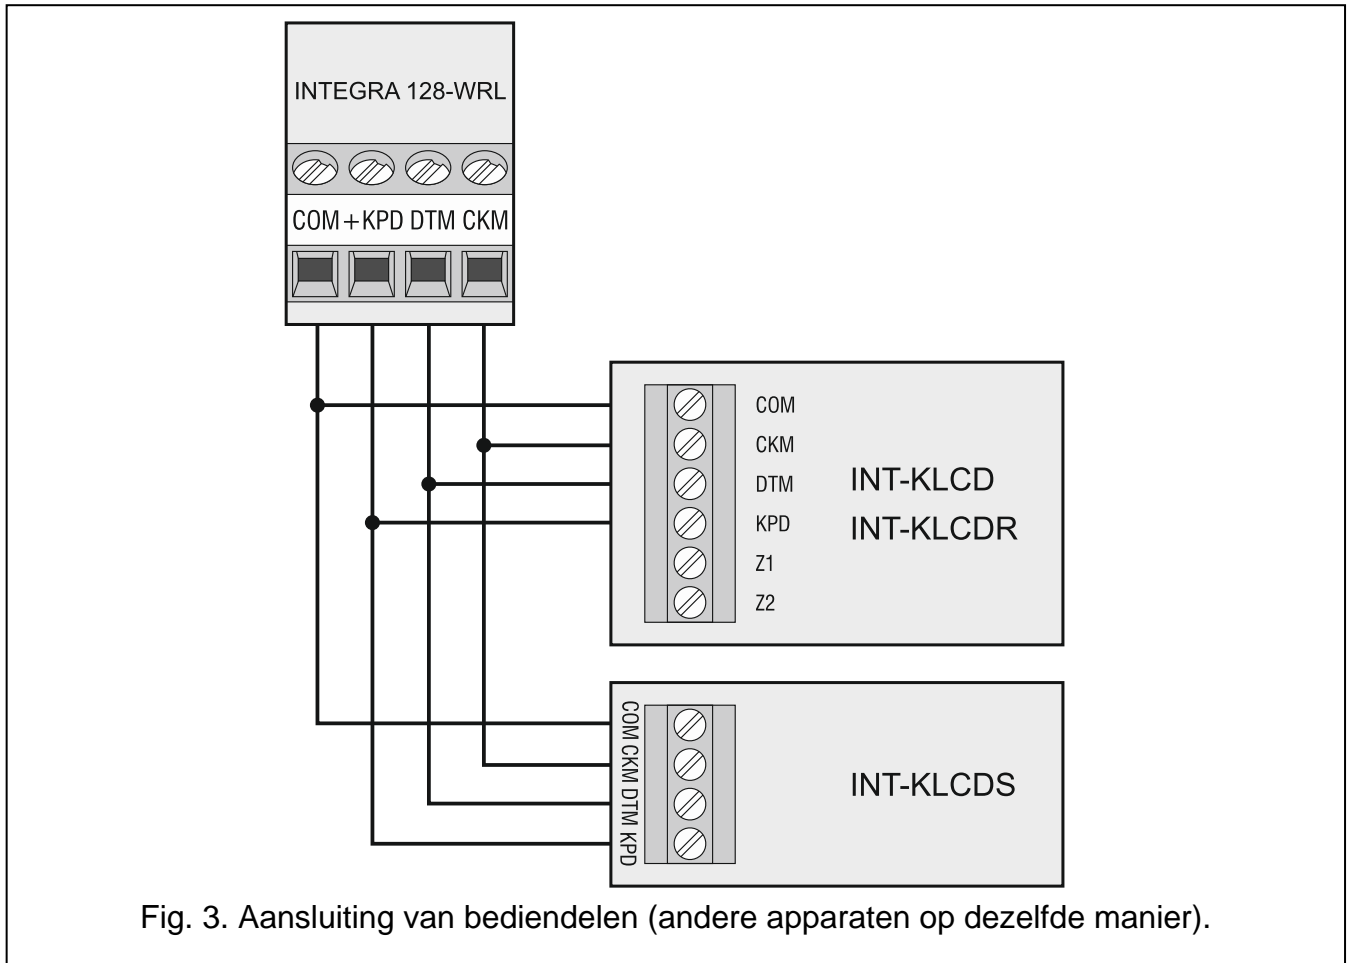 INTEGRA 128-WRL
COM +KPD DTM CKM
COM
CKM
DTM
KPD
Z1
Z2
INT-KLCD
INT-KLCDR
COM CKM DTM KPD
INT-KLCDS
Fig. 3. Aansluiting van bediendelen (andere apparaten op dezelfde manier).